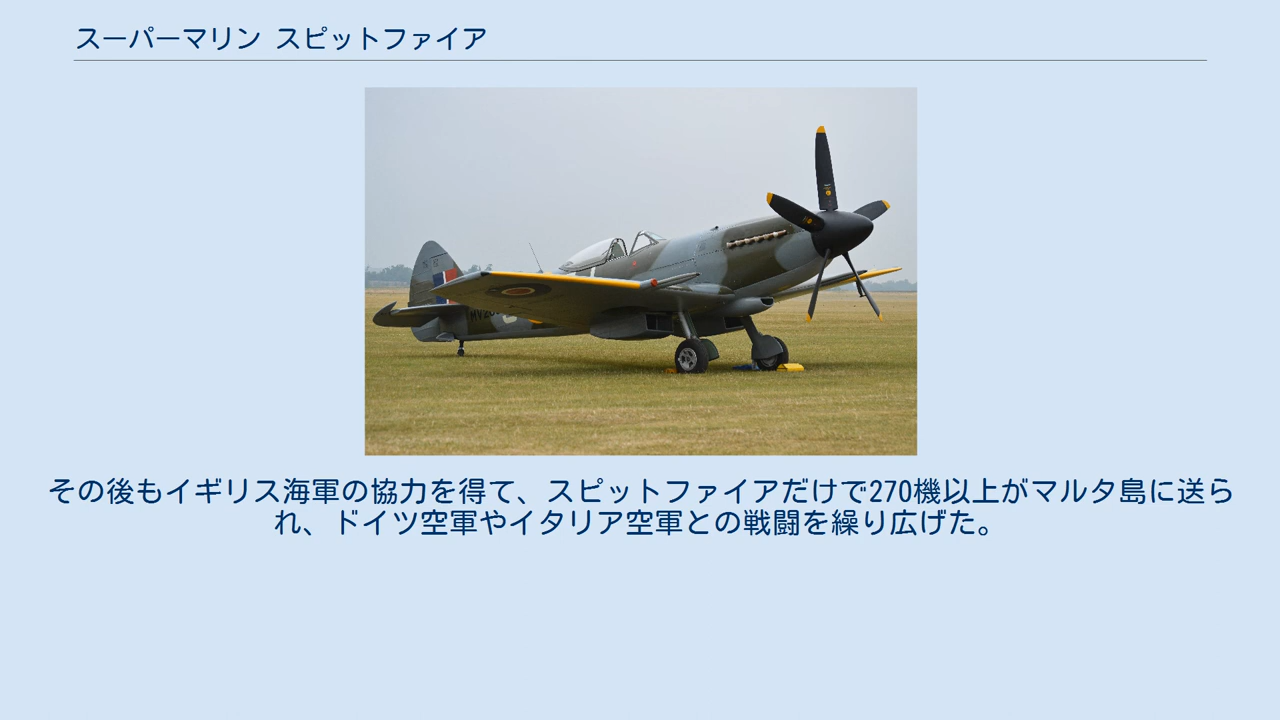 スーパーマリン スピットファイア
その後もイギリス海軍の協力を得て、スピットファイアだけで270機以上がマルタ島に送ら
れ、ドイツ空軍やイタリア空軍との戦闘を繰り広げた。